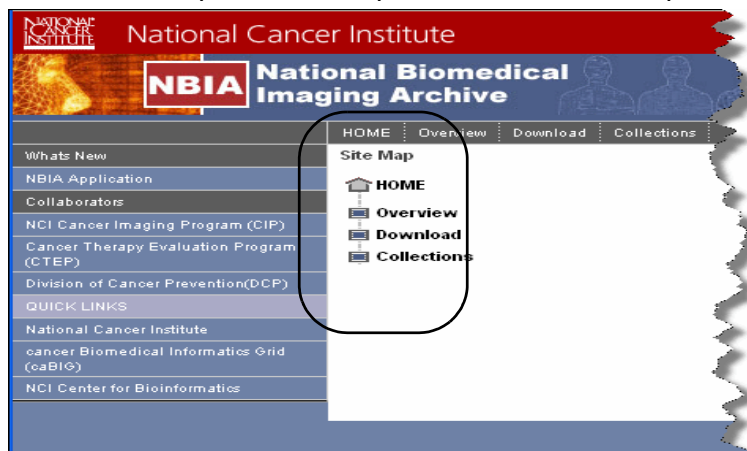 NATIONAL
CANCER
INSTITUTE
National Cancer Institute
NBIA
National Biomedical
Imaging Archive
HOME Overview Download Collections
Whats New
NBIA Application
Collaborators
NCI Cancer Imaging Program (CIP)
Cancer Therapy Evaluation Program
(CTEP)
Division of Cancer Prevention(DCP)
QUICK LINKS
National Cancer Institute
cancer Biomedical Informatics Grid
(caBIG)
NCI Center for Bioinformatics
Site Map
HOME
Overview
Download
Collections